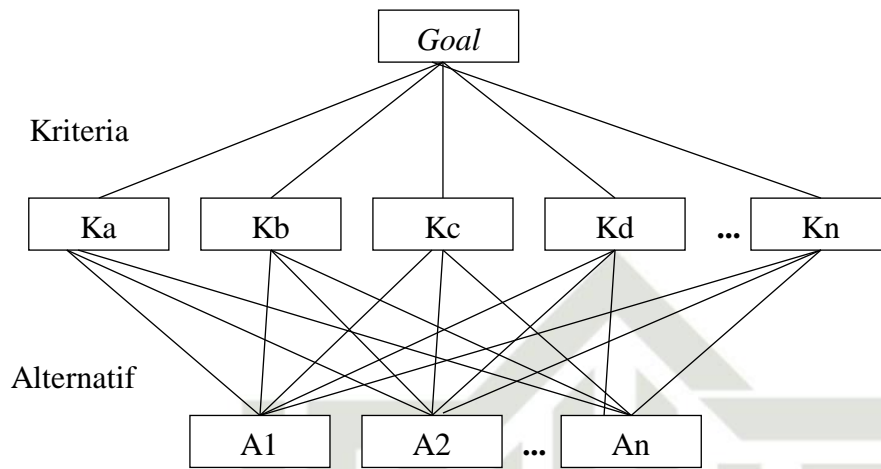 Goal
Kriteria
Ka Kb Kc Kd ... Kn
Alternatif
A1 A2 ... An